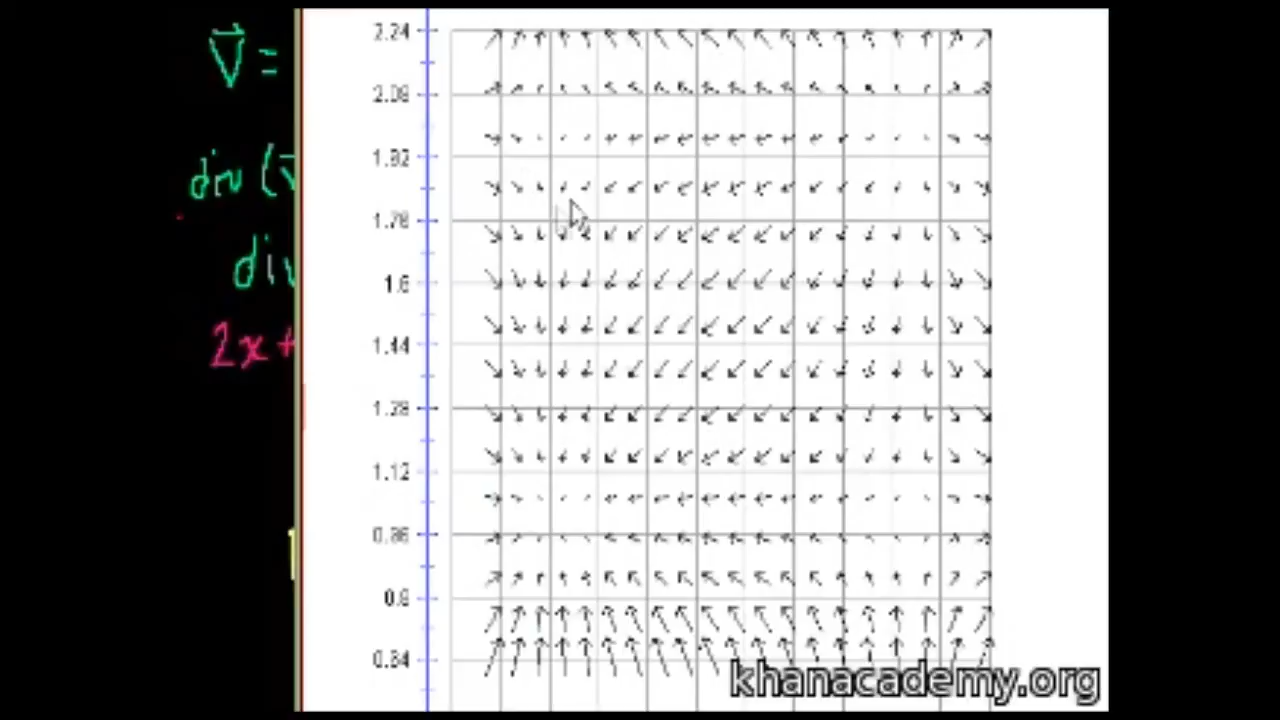 V⃗ =
div (v
div
2x+
2.24
2.08
1.92
1.76
1.6
1.44
1.28
1.12
0.96
0.8
0.64
khanacademy.org